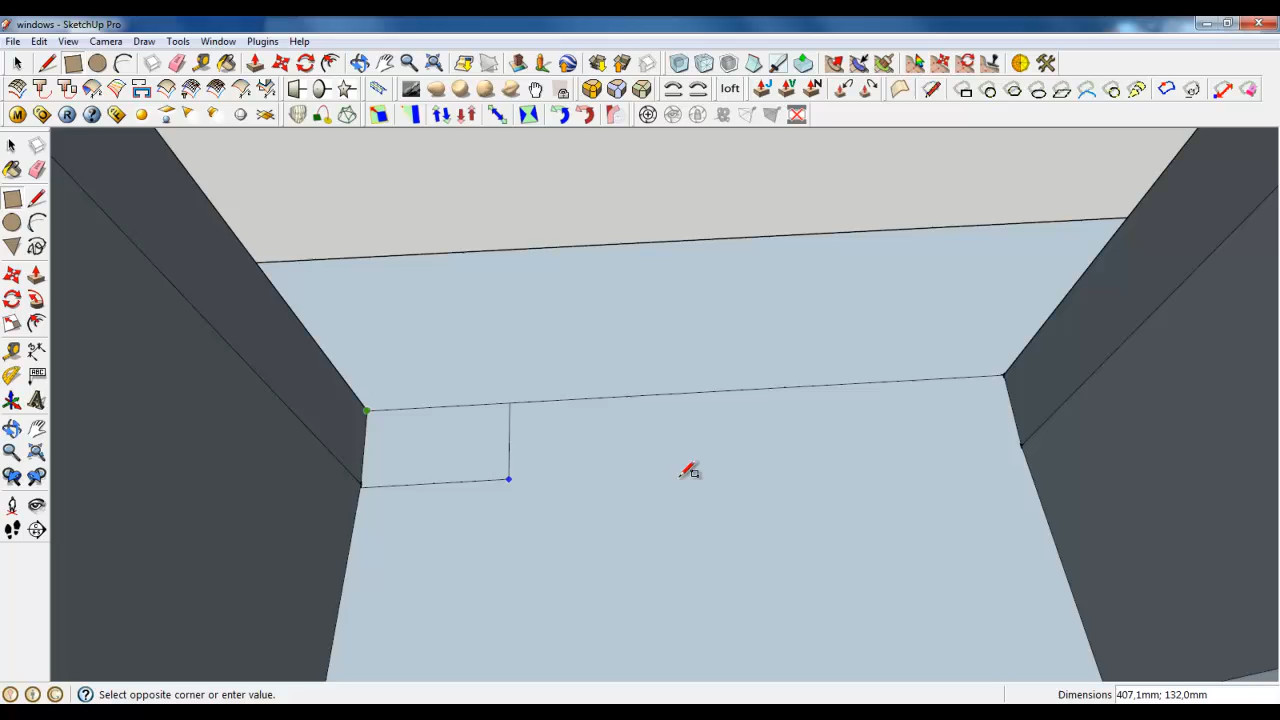 windows - SketchUp Pro
File Edit View Camera Draw Tools Window Plugins Help
loft
M R ?
ABC
Select opposite corner or enter value.
Dimensions 407,1mm; 132,0mm